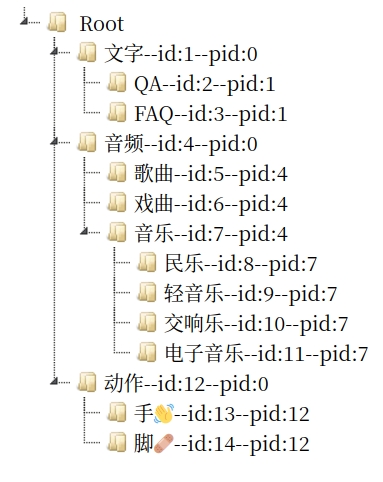 Root
文字--id:1--pid:0
QA--id:2--pid:1
FAQ--id:3--pid:1
音频--id:4--pid:0
歌曲--id:5--pid:4
戏曲--id:6--pid:4
音乐--id:7--pid:4
民乐--id:8--pid:7
轻音乐--id:9--pid:7
交响乐--id:10--pid:7
电子音乐--id:11--pid:7
动作--id:12--pid:0
手👋--id:13--pid:12
脚🩹--id:14--pid:12